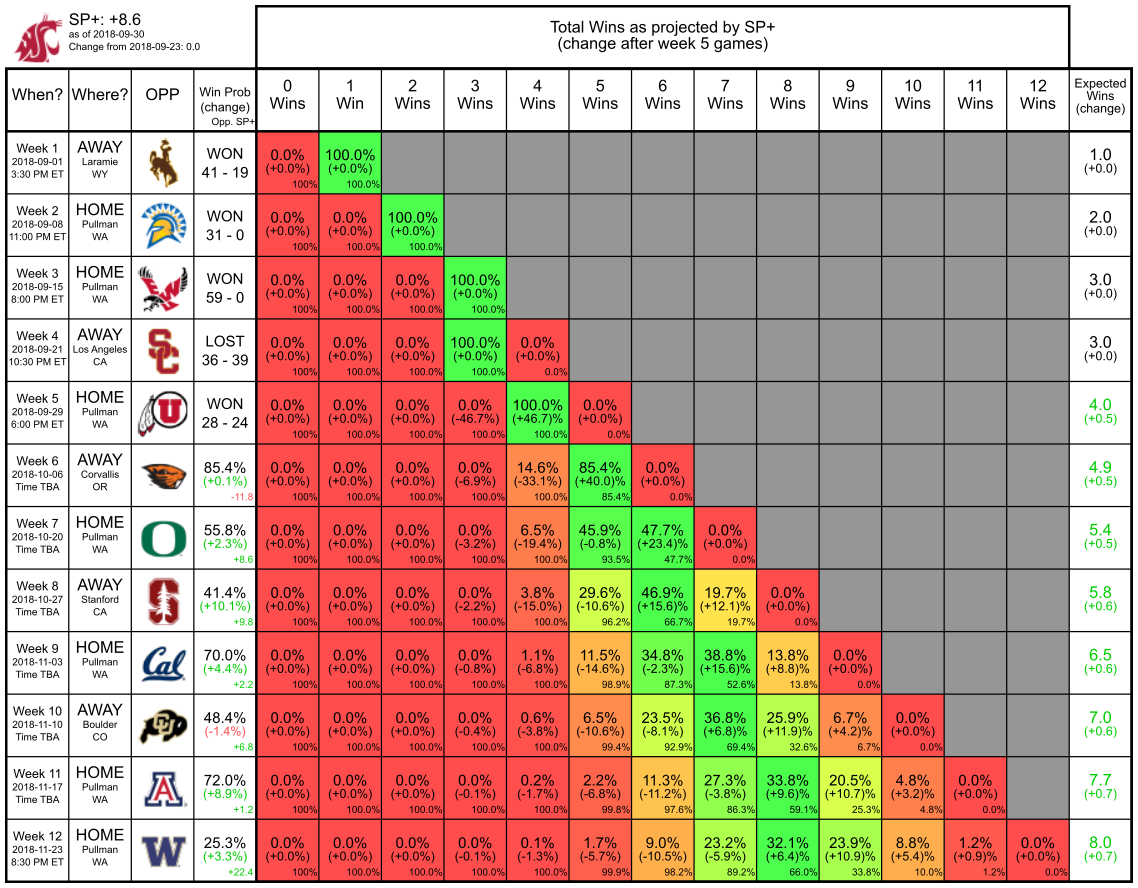 SP+: +8.6
as of 2018-09-30
Change from 2018-09-23: 0.0
Total Wins as projected by SP+
(change after week 5 games)
When? Where? OPP Win Prob (change) Opp. SP+ 0 Wins 1 Win 2 Wins 3 Wins 4 Wins 5 Wins 6 Wins 7 Wins 8 Wins 9 Wins 10 Wins 11 Wins 12 Wins Expected Wins (change)
Week 1 AWAY WON 0.0% 100.0% 1.0
2018-09-01 Laramie (+0.0%) (+0.0%) (+0.0)
3:30 PM ET WY 41 - 19 100% 100.0%
Week 2 HOME WON 0.0% 0.0% 100.0% 2.0
2018-09-08 Pullman (+0.0%) (+0.0%) (+0.0%) (+0.0)
11:00 PM ET WA 31 - 0 100% 100.0% 100.0%
Week 3 HOME WON 0.0% 0.0% 0.0% 100.0% 3.0
2018-09-15 Pullman (+0.0%) (+0.0%) (+0.0%) (+0.0%) (+0.0)
8:00 PM ET WA 59 - 0 100% 100.0% 100.0% 100.0%
Week 4 AWAY SC LOST 0.0% 0.0% 0.0% 100.0% 0.0% 3.0
2018-09-21 Los Angeles (+0.0%) (+0.0%) (+0.0%) (+0.0%) (+0.0%) (+0.0)
10:30 PM ET CA 36 - 39 100% 100.0% 100.0% 100.0% 0.0%
Week 5 HOME U WON 0.0% 0.0% 0.0% 0.0% 100.0% 0.0% 4.0
2018-09-29 Pullman (+0.0%) (+0.0%) (+0.0%) (-46.7%) (+46.7)% (+0.0%) (+0.5)
6:00 PM ET WA 28 - 24 100% 100.0% 100.0% 100.0% 100.0% 0.0%
Week 6 AWAY 85.4% 0.0% 0.0% 0.0% 0.0% 14.6% 85.4% 0.0% 4.9
2018-10-06 Corvallis (+0.1%) (+0.0%) (+0.0%) (+0.0%) (-6.9%) (-33.1%) (+40.0)% (+0.0%) (+0.5)
Time TBA OR -11.8 100% 100.0% 100.0% 100.0% 100.0% 85.4% 0.0%
Week 7 HOME O 55.8% 0.0% 0.0% 0.0% 0.0% 6.5% 45.9% 47.7% 0.0% 5.4
2018-10-20 Pullman (+2.3%) (+0.0%) (+0.0%) (+0.0%) (-3.2%) (-19.4%) (-0.8%) (+23.4)% (+0.0%) (+0.5)
Time TBA WA +8.6 100% 100.0% 100.0% 100.0% 100.0% 93.5% 47.7% 0.0%
Week 8 AWAY S 41.4% 0.0% 0.0% 0.0% 0.0% 3.8% 29.6% 46.9% 19.7% 0.0% 5.8
2018-10-27 Stanford (+10.1%) (+0.0%) (+0.0%) (+0.0%) (-2.2%) (-15.0%) (-10.6%) (+15.6)% (+12.1)% (+0.0%) (+0.6)
Time TBA CA +9.8 100% 100.0% 100.0% 100.0% 100.0% 96.2% 66.7% 19.7% 0.0%
Week 9 HOME Cal 70.0% 0.0% 0.0% 0.0% 0.0% 1.1% 11.5% 34.8% 38.8% 13.8% 0.0% 6.5
2018-11-03 Pullman (+4.4%) (+0.0%) (+0.0%) (+0.0%) (-0.8%) (-6.8%) (-14.6%) (-2.3%) (+15.6)% (+8.8)% (+0.0%) (+0.6)
Time TBA WA +2.2 100% 100.0% 100.0% 100.0% 100.0% 98.9% 87.3% 52.6% 13.8% 0.0%
Week 10 AWAY CU 48.4% 0.0% 0.0% 0.0% 0.0% 0.6% 6.5% 23.5% 36.8% 25.9% 6.7% 0.0% 7.0
2018-11-10 Boulder (-1.4%) (+0.0%) (+0.0%) (+0.0%) (-0.4%) (-3.8%) (-10.6%) (-8.1%) (+6.8)% (+11.9)% (+4.2)% (+0.0%) (+0.6)
Time TBA CO +6.8 100% 100.0% 100.0% 100.0% 100.0% 99.4% 92.9% 69.4% 32.6% 6.7% 0.0%
Week 11 HOME A 72.0% 0.0% 0.0% 0.0% 0.0% 0.2% 2.2% 11.3% 27.3% 33.8% 20.5% 4.8% 0.0% 7.7
2018-11-17 Pullman (+8.9%) (+0.0%) (+0.0%) (+0.0%) (-0.1%) (-1.7%) (-6.8%) (-11.2%) (-3.8%) (+9.6)% (+10.7)% (+3.2)% (+0.0%) (+0.7)
Time TBA WA +1.2 100% 100.0% 100.0% 100.0% 100.0% 99.8% 97.6% 86.3% 59.1% 25.3% 4.8% 0.0%
Week 12 HOME W 25.3% 0.0% 0.0% 0.0% 0.0% 0.1% 1.7% 9.0% 23.2% 32.1% 23.9% 8.8% 1.2% 0.0% 8.0
2018-11-23 Pullman (+3.3%) (+0.0%) (+0.0%) (+0.0%) (-0.1%) (-1.3%) (-5.7%) (-10.5%) (-5.9%) (+6.4)% (+10.9)% (+5.4)% (+0.9)% (+0.0%) (+0.7)
8:30 PM ET WA +22.4 100% 100.0% 100.0% 100.0% 100.0% 99.9% 98.2% 89.2% 66.0% 33.8% 10.0% 1.2% 0.0%